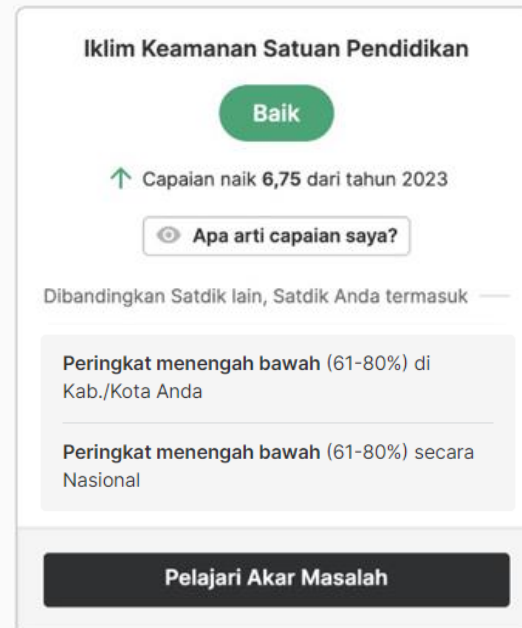 Iklim Keamanan Satuan Pendidikan
Baik
Capaian naik 6,75 dari tahun 2023
Apa arti capaian saya?
Dibandingkan Satdik lain, Satdik Anda termasuk
Peringkat menengah bawah (61-80%) di
Kab./Kota Anda
Peringkat menengah bawah (61-80%) secara
Nasional
Pelajari Akar Masalah